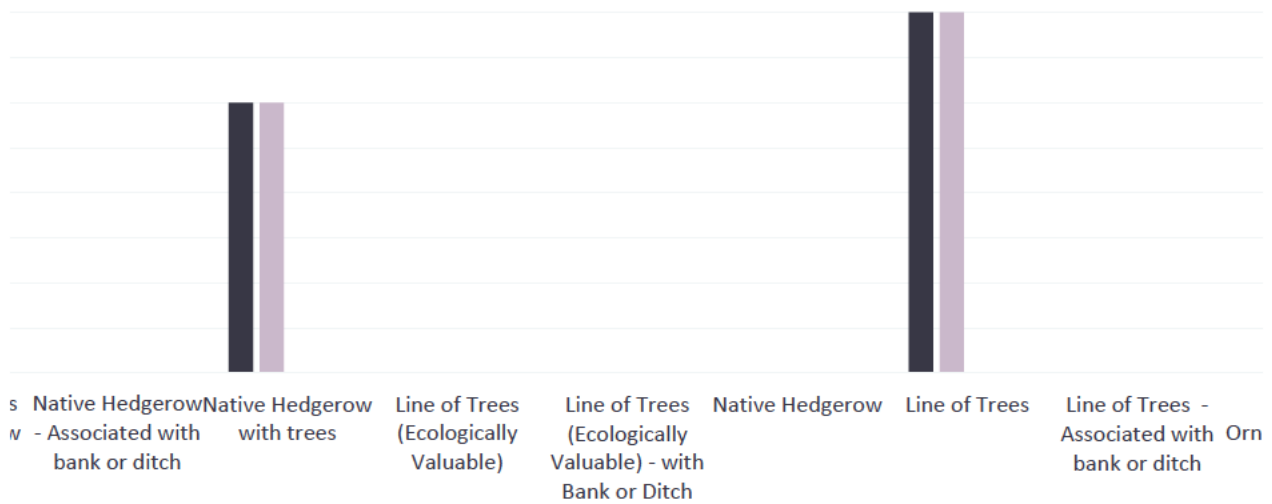 s
w
Native Hedgerow
- Associated with
bank or ditch
Native Hedgerow
with trees
Line of Trees
(Ecologically
Valuable)
Line of Trees
(Ecologically
Valuable) - with
Bank or Ditch
Native Hedgerow
Line of Trees
Line of Trees -
Associated with
bank or ditch
Orn